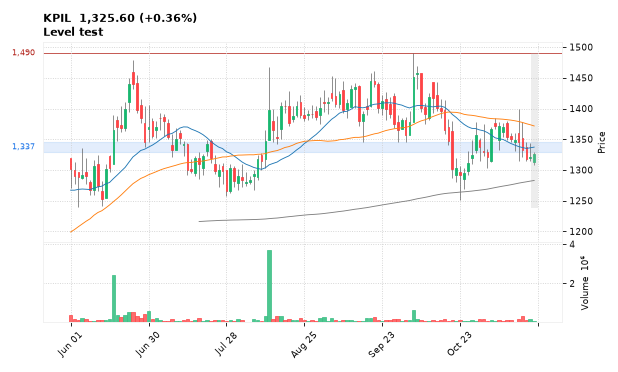 KPIL 1,325.60 (+0.36%)
Level test
1,490
1,337
1500
1450
1400
1350
1300
1250
1200
Price
4
2
Volume 10⁶
Jun 01
Jun 30
Jul 28
Aug 25
Sep 23
Oct 23